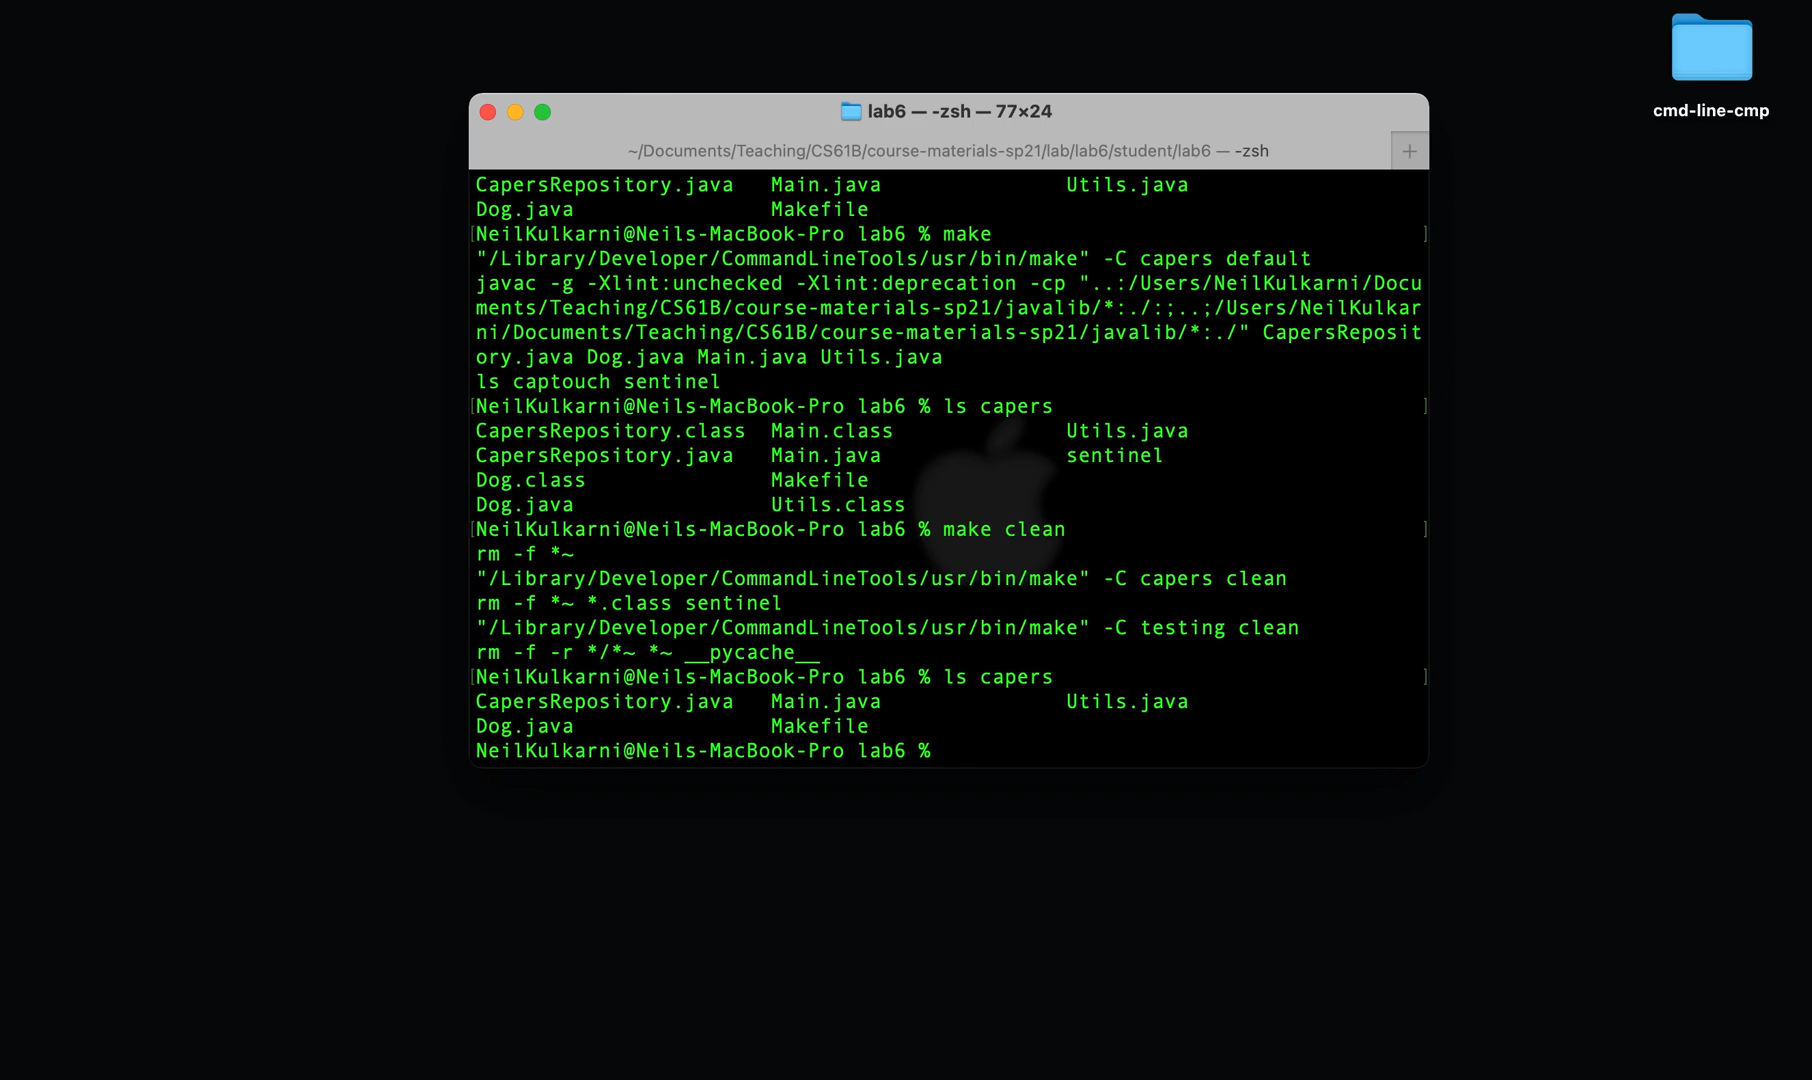 cmd-line-cmp
lab6 — -zsh — 77×24
~/Documents/Teaching/CS61B/course-materials-sp21/lab/lab6/student/lab6 — -zsh
CapersRepository.java   Main.java               Utils.java
Dog.java                Makefile
[NeilKulkarni@Neils-MacBook-Pro lab6 % make ]
"/Library/Developer/CommandLineTools/usr/bin/make" -C capers default
javac -g -Xlint:unchecked -Xlint:deprecation -cp "..:/Users/NeilKulkarni/Docu
ments/Teaching/CS61B/course-materials-sp21/javalib/*:./:;..;/Users/NeilKulkar
ni/Documents/Teaching/CS61B/course-materials-sp21/javalib/*:./" CapersReposit
ory.java Dog.java Main.java Utils.java
ls captouch sentinel
[NeilKulkarni@Neils-MacBook-Pro lab6 % ls capers ]
CapersRepository.class  Main.class              Utils.java
CapersRepository.java   Main.java               sentinel
Dog.class               Makefile
Dog.java                Utils.class
[NeilKulkarni@Neils-MacBook-Pro lab6 % make clean ]
rm -f *~
"/Library/Developer/CommandLineTools/usr/bin/make" -C capers clean
rm -f *~ *.class sentinel
"/Library/Developer/CommandLineTools/usr/bin/make" -C testing clean
rm -f -r */*~ *~ __pycache__
[NeilKulkarni@Neils-MacBook-Pro lab6 % ls capers ]
CapersRepository.java   Main.java               Utils.java
Dog.java                Makefile
NeilKulkarni@Neils-MacBook-Pro lab6 %